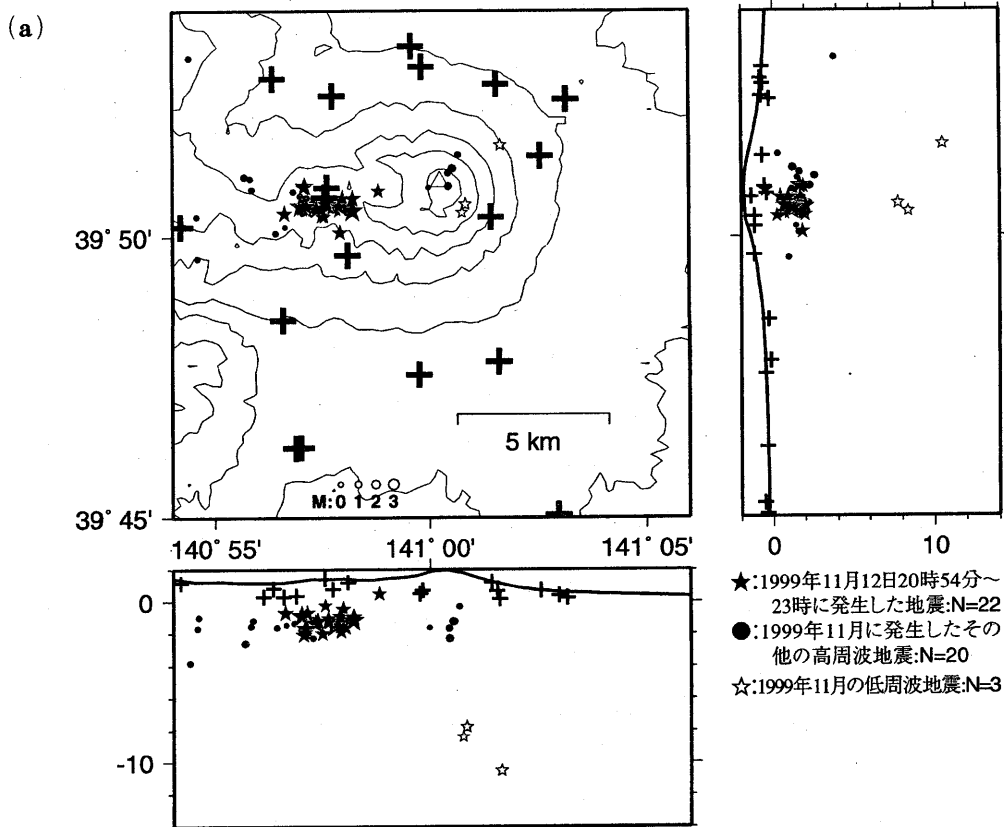 (a)
39° 50'
39° 45'
5 km
M:0 1 2 3
140° 55'
141° 00'
141° 05'
0
-10
0
10
★:1999年11月12日20時54分～
23時に発生した地震:N=22
●:1999年11月に発生したその
他の高周波地震:N=20
☆:1999年11月の低周波地震:N=3